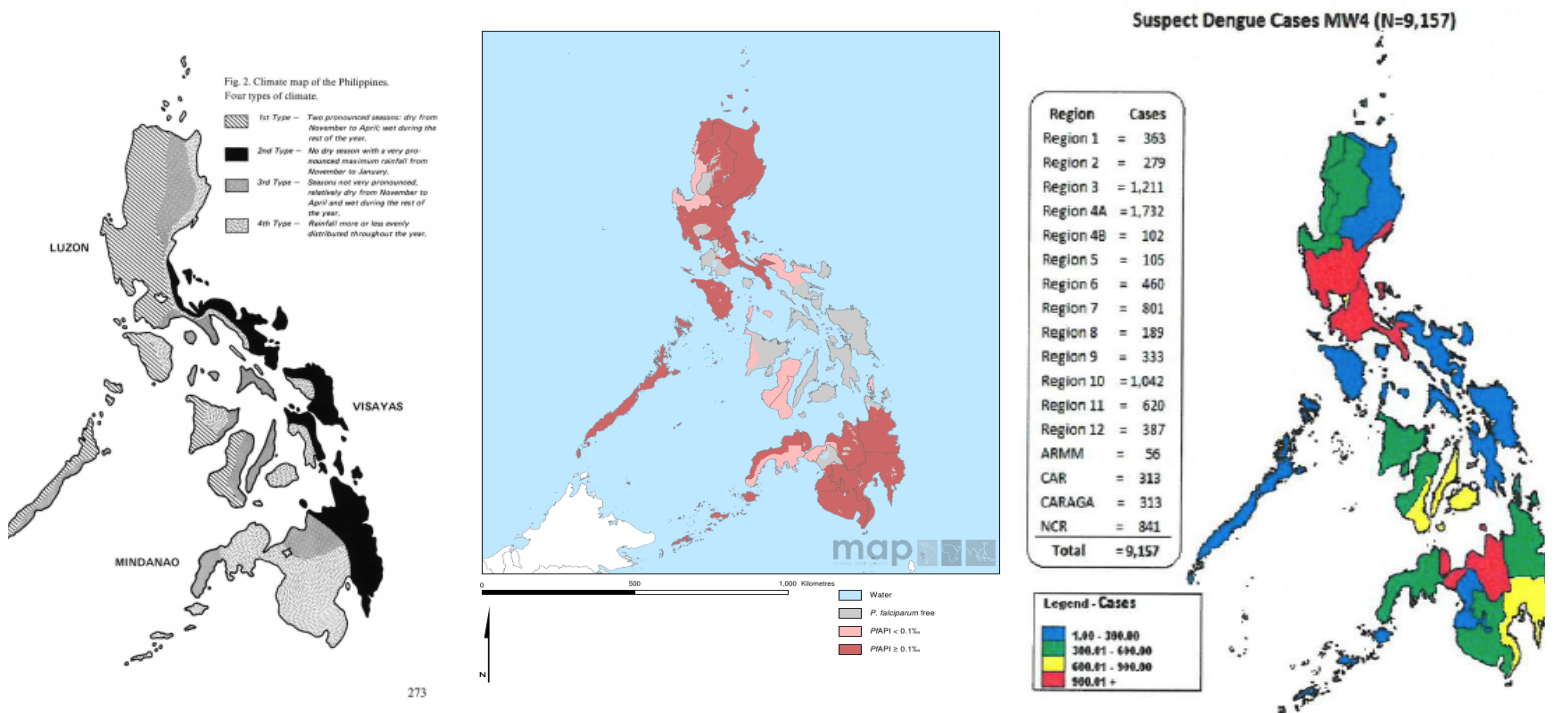 Fig. 2. Climate map of the Philippines.
Four types of climate.
1st Type — Two pronounced seasons: dry from
November to April; wet during the
rest of the year.
2nd Type — No dry season with a very pro-
nounced maximum rainfall from
November to January.
3rd Type — Seasons not very pronounced,
relatively dry from November to
April and wet during the rest of
the year.
4th Type — Rainfall more or less evenly
distributed throughout the year.
LUZON
VISAYAS
MINDANAO
273
map
0 500 1,000 Kilometres
N
Water
P. falciparum free
PfAPI < 0.1‰
PfAPI ≥ 0.1‰
Suspect Dengue Cases MW4 (N=9,157)
Region Cases
Region 1 = 363
Region 2 = 279
Region 3 = 1,211
Region 4A = 1,732
Region 4B = 102
Region 5 = 105
Region 6 = 460
Region 7 = 801
Region 8 = 189
Region 9 = 333
Region 10 = 1,042
Region 11 = 620
Region 12 = 387
ARMM = 56
CAR = 313
CARAGA = 313
NCR = 841
Total = 9,157
Legend - Cases
1.00 - 300.00
300.01 - 600.00
600.01 - 900.00
900.01 +